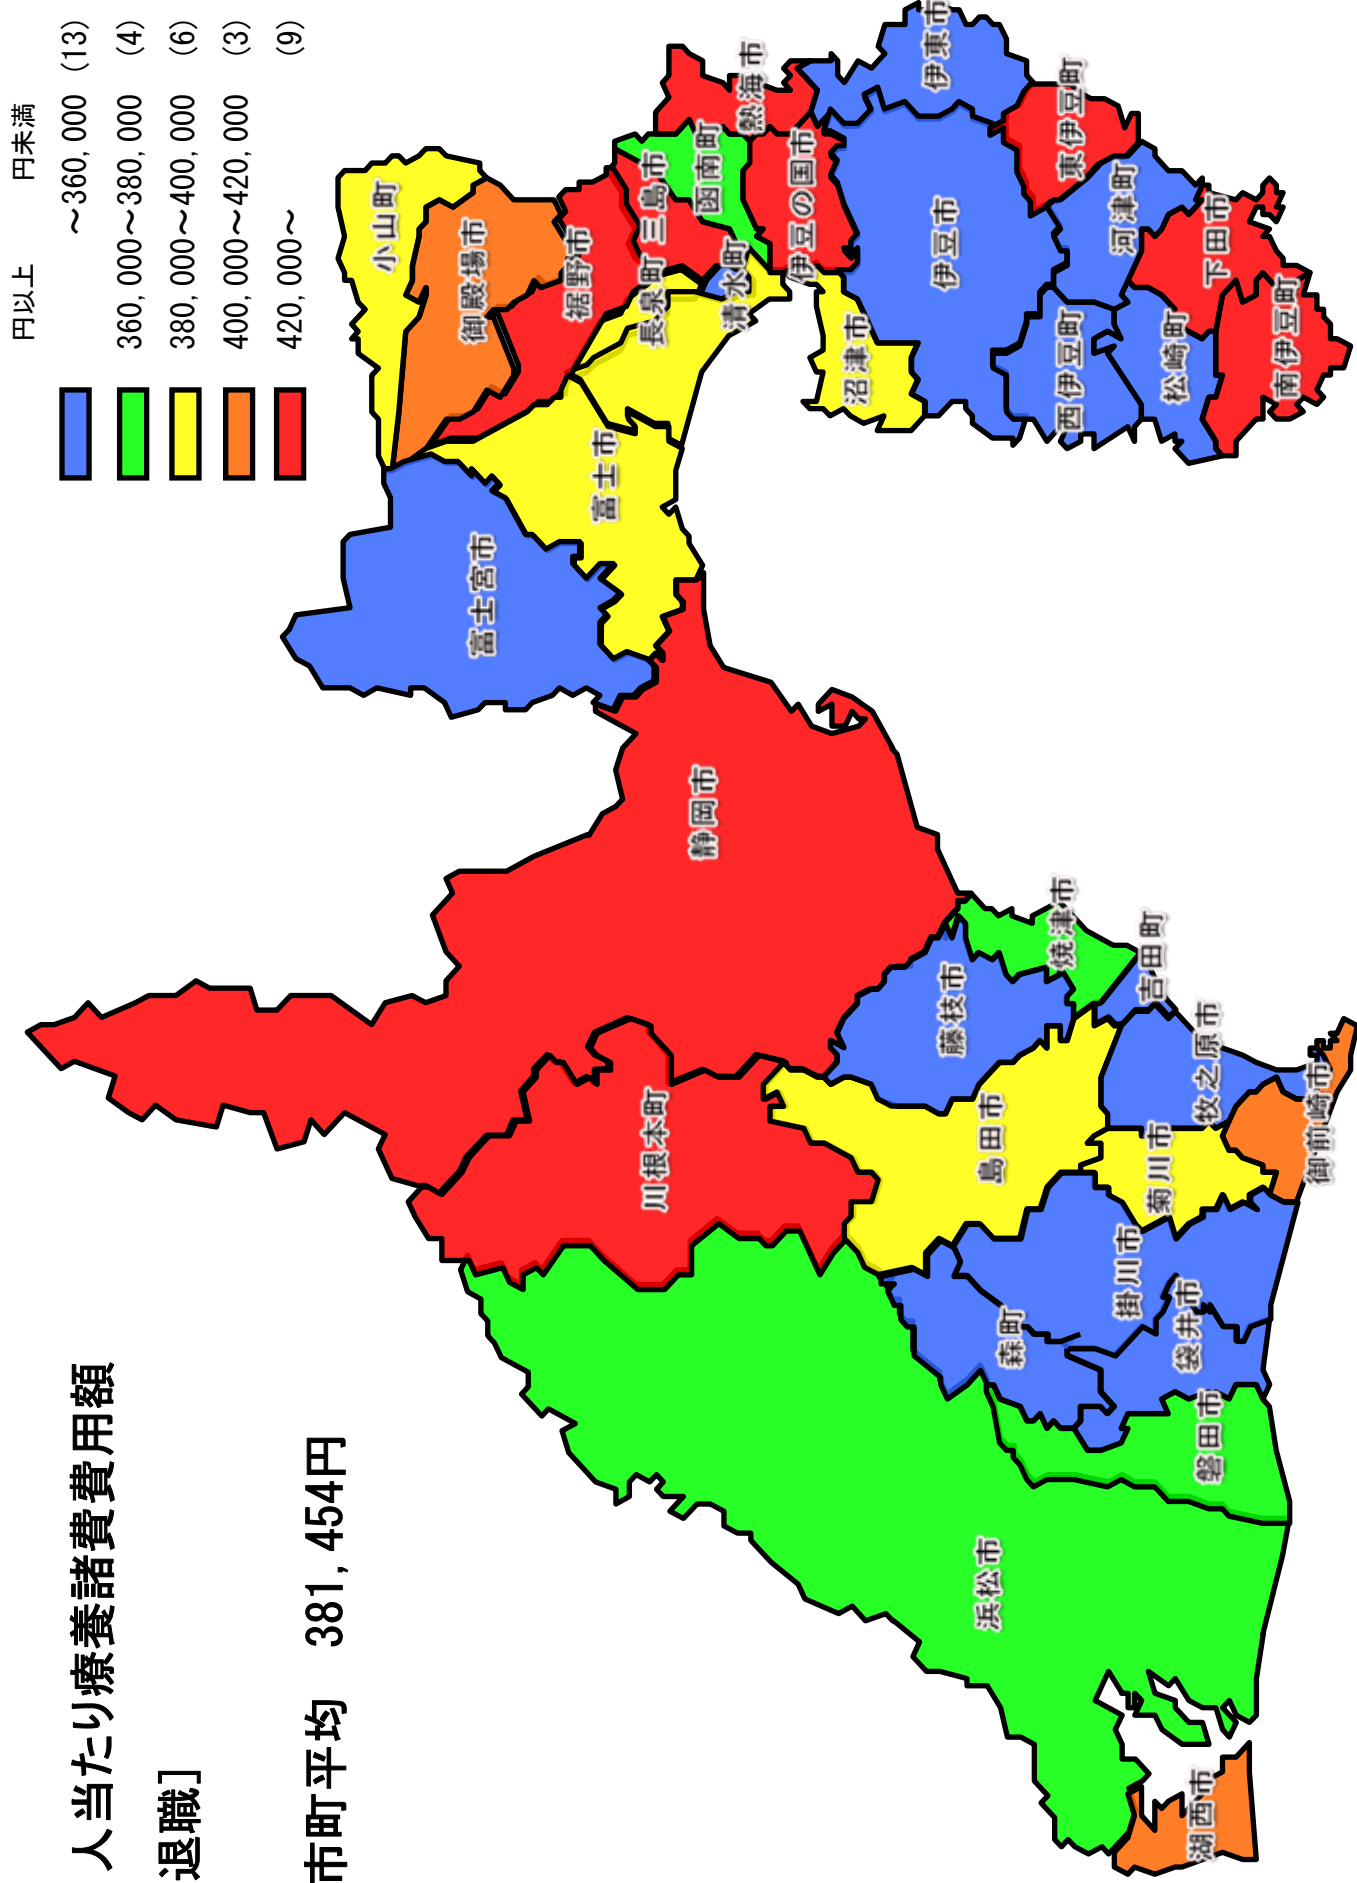 人当たり療養諸費費用額
退職]
市町平均 381,454円
円以上 円未満
～360,000 (13)
360,000～380,000 (4)
380,000～400,000 (6)
400,000～420,000 (3)
420,000～ (9)
小山町
御殿場市
裾野市
三島市
函南町
熱海市
長泉町
清水町
伊豆の国市
沼津市
伊豆市
伊東市
東伊豆町
河津町
西伊豆町
松崎町
下田市
南伊豆町
富士宮市
富士市
静岡市
川根本町
藤枝市
焼津市
島田市
吉田町
牧之原市
菊川市
御前崎市
掛川市
森町
袋井市
磐田市
浜松市
湖西市